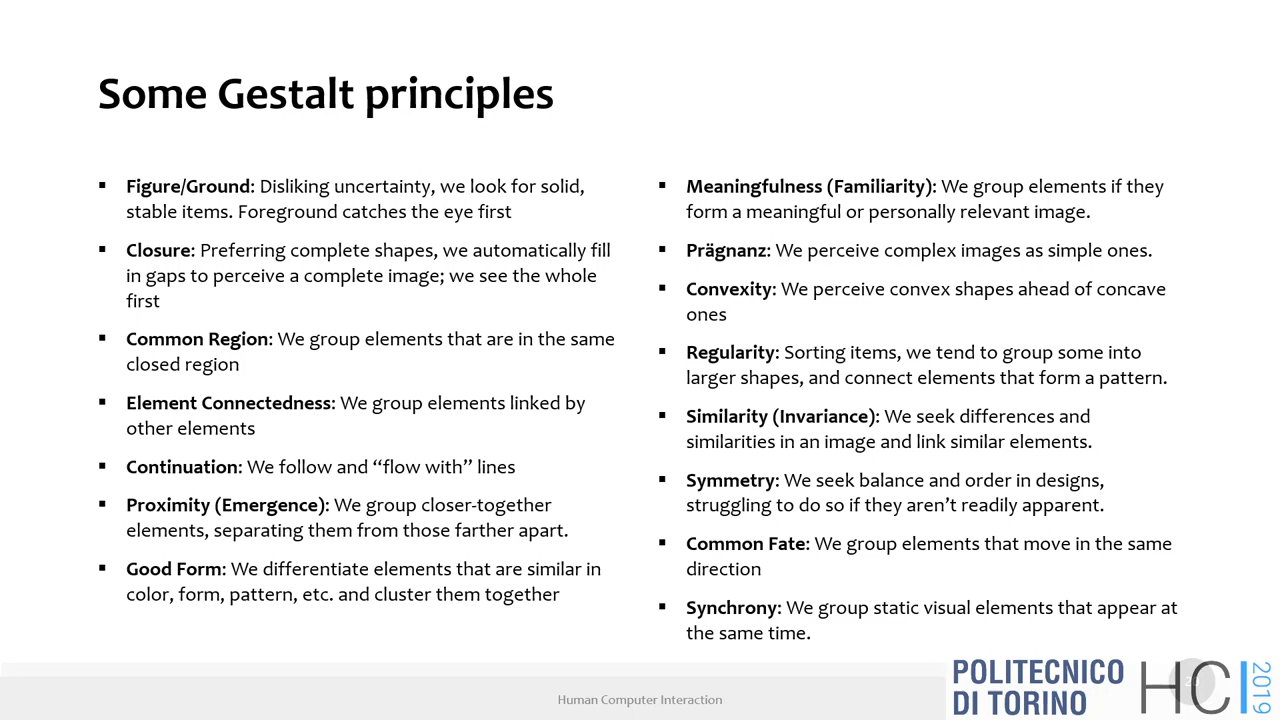 Some Gestalt principles
▪ Figure/Ground: Disliking uncertainty, we look for solid,
stable items. Foreground catches the eye first
▪ Closure: Preferring complete shapes, we automatically fill
in gaps to perceive a complete image; we see the whole
first
▪ Common Region: We group elements that are in the same
closed region
▪ Element Connectedness: We group elements linked by
other elements
▪ Continuation: We follow and “flow with” lines
▪ Proximity (Emergence): We group closer-together
elements, separating them from those farther apart.
▪ Good Form: We differentiate elements that are similar in
color, form, pattern, etc. and cluster them together
▪ Meaningfulness (Familiarity): We group elements if they
form a meaningful or personally relevant image.
▪ Prägnanz: We perceive complex images as simple ones.
▪ Convexity: We perceive convex shapes ahead of concave
ones
▪ Regularity: Sorting items, we tend to group some into
larger shapes, and connect elements that form a pattern.
▪ Similarity (Invariance): We seek differences and
similarities in an image and link similar elements.
▪ Symmetry: We seek balance and order in designs,
struggling to do so if they aren’t readily apparent.
▪ Common Fate: We group elements that move in the same
direction
▪ Synchrony: We group static visual elements that appear at
the same time.
Human Computer Interaction
POLITECNICO
DI TORINO
HCI
2019